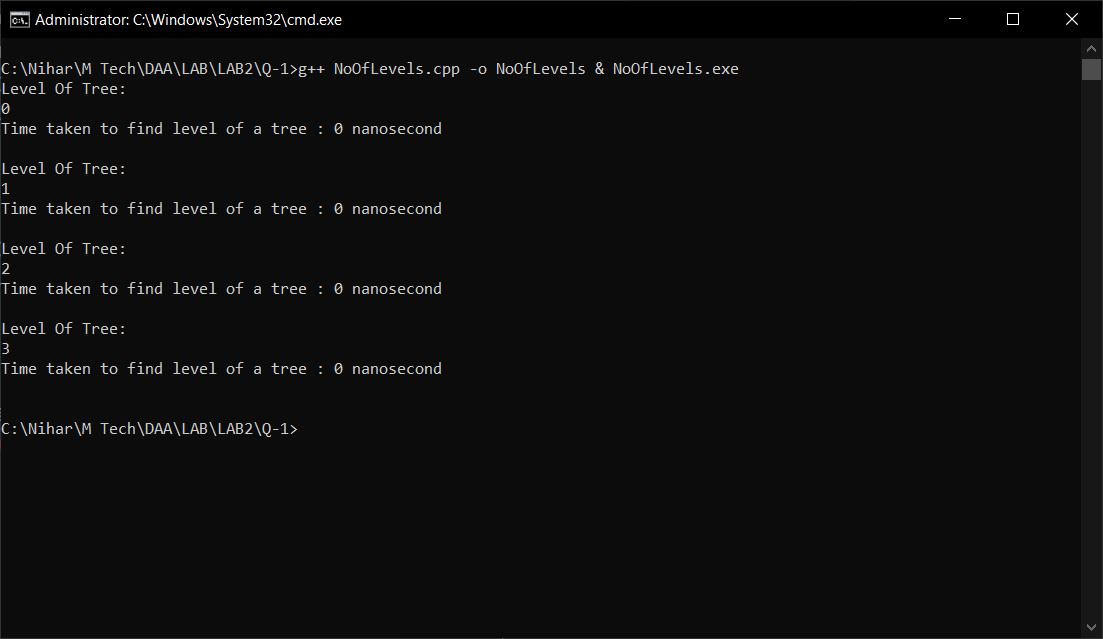 Administrator: C:\Windows\System32\cmd.exe
C:\Nihar\M Tech\DAA\LAB\LAB2\Q-1>g++ NoOfLevels.cpp -o NoOfLevels & NoOfLevels.exe
Level Of Tree:
0
Time taken to find level of a tree : 0 nanosecond
Level Of Tree:
1
Time taken to find level of a tree : 0 nanosecond
Level Of Tree:
2
Time taken to find level of a tree : 0 nanosecond
Level Of Tree:
3
Time taken to find level of a tree : 0 nanosecond
C:\Nihar\M Tech\DAA\LAB\LAB2\Q-1>